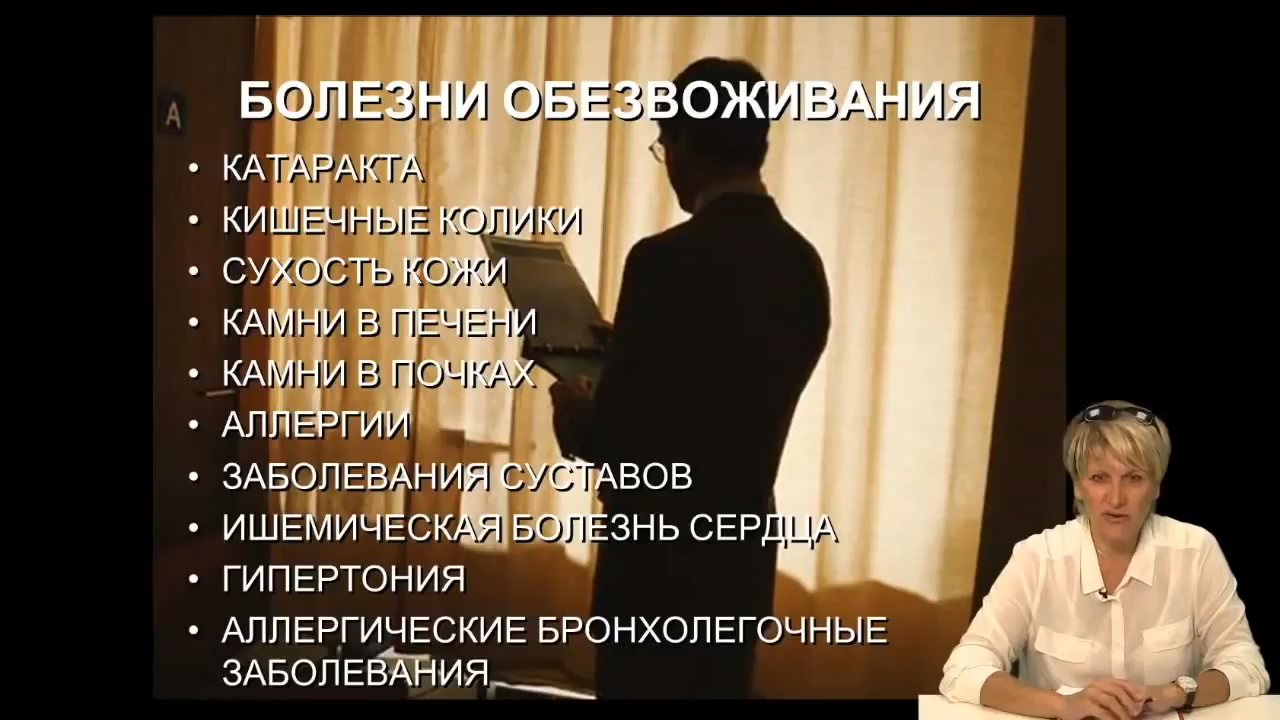 БОЛЕЗНИ ОБЕЗВОЖИВАНИЯ
• КАТАРАКТА
• КИШЕЧНЫЕ КОЛИКИ
• СУХОСТЬ КОЖИ
• КАМНИ В ПЕЧЕНИ
• КАМНИ В ПОЧКАХ
• АЛЛЕРГИИ
• ЗАБОЛЕВАНИЯ СУСТАВОВ
• ИШЕМИЧЕСКАЯ БОЛЕЗНЬ СЕРДЦА
• ГИПЕРТОНИЯ
• АЛЛЕРГИЧЕСКИЕ БРОНХОЛЕГОЧНЫЕ
ЗАБОЛЕВАНИЯ
A